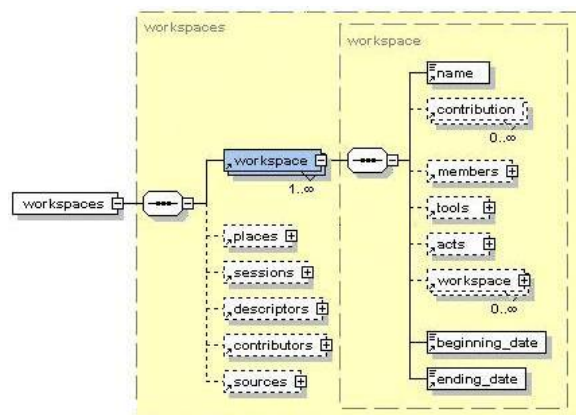 workspaces
workspace
name
contribution
0..∞
workspace
1..∞
members
workspaces
tools
acts
places
workspace
0..∞
sessions
descriptors
beginning_date
contributors
ending_date
sources